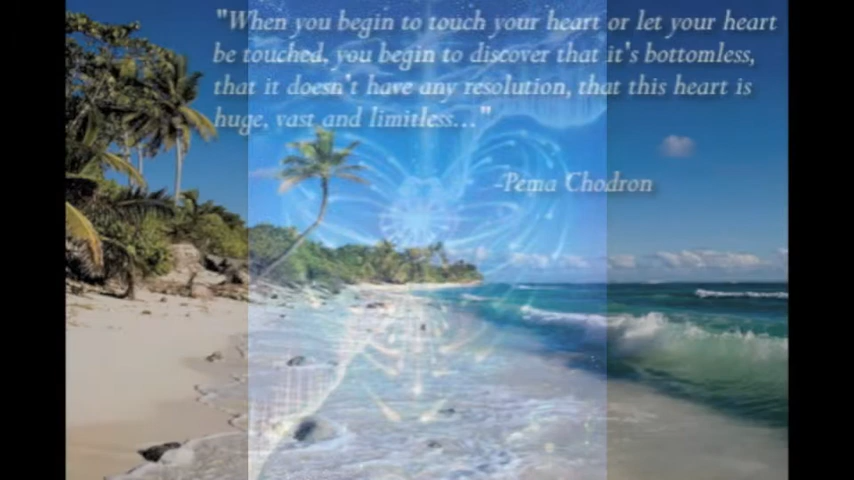 "When you begin to touch your heart or let your heart
be touched, you begin to discover that it's bottomless,
that it doesn't have any resolution, that this heart is
huge, vast and limitless..."
-Pema Chodron